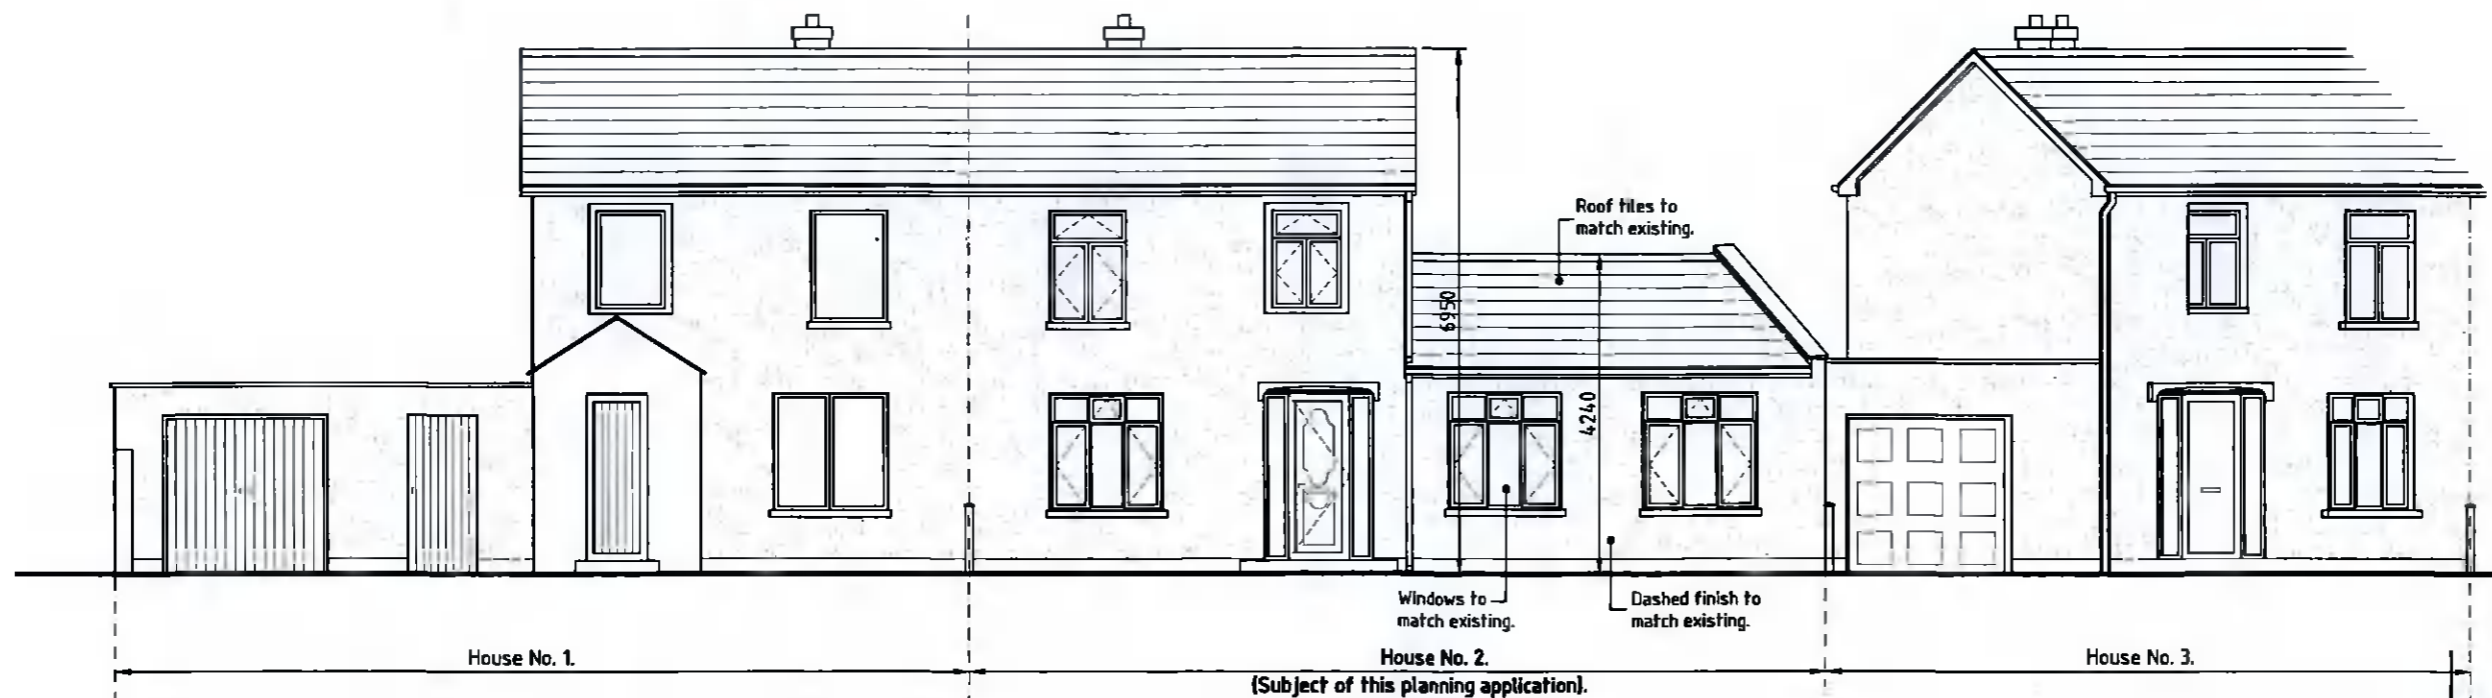 Roof tiles to
match existing.
6950
4240
Windows to
match existing.
Dashed finish to
match existing.
House No. 1.
House No. 2.
(Subject of this planning application).
House No. 3.